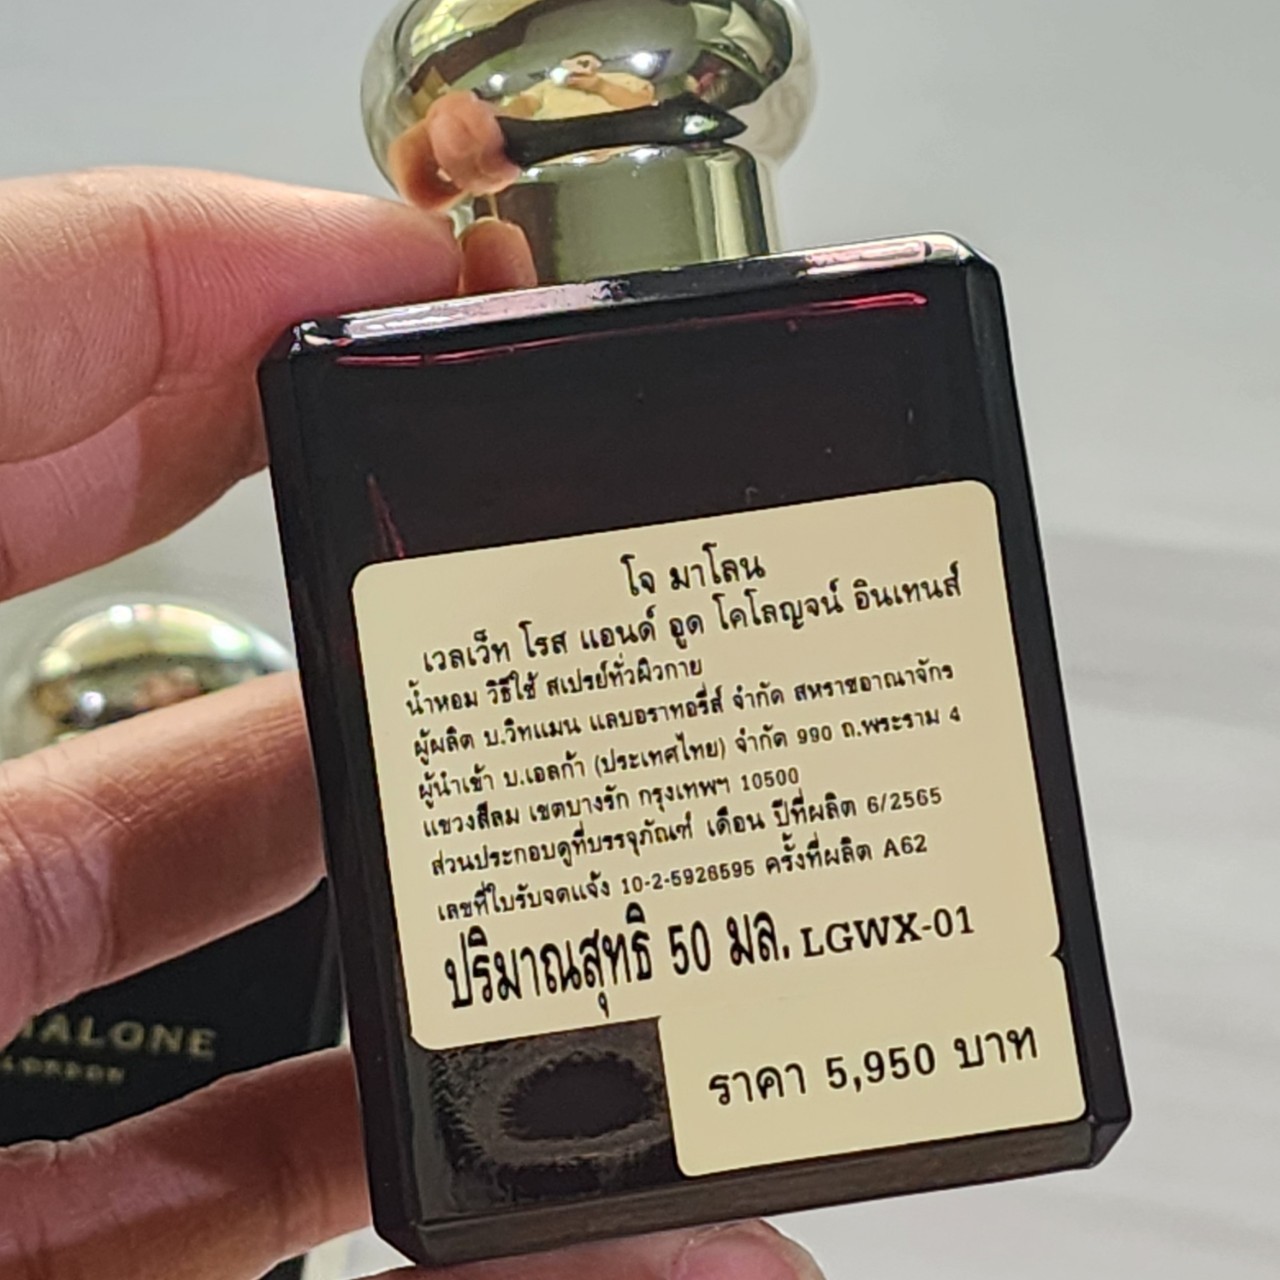 โจ มาโลน
เวลเว็ท โรส แอนด์ อูด โคโลญจน์ อินเทนส์
น้ำหอม วิธีใช้ สเปรย์ทั่วผิวกาย
ผู้ผลิต บ.วิทแมน แลบอราทอรีส์ จำกัด สหราชอาณาจักร
ผู้นำเข้า บ.เอลก้า (ประเทศไทย) จำกัด 990 ถ.พระราม 4
แขวงสีลม เขตบางรัก กรุงเทพฯ 10500
ส่วนประกอบดูที่บรรจุภัณฑ์ เดือน ปีที่ผลิต 6/2565
เลขที่ใบรับจดแจ้ง 10-2-5926595 ครั้งที่ผลิต A62
ปริมาณสุทธิ 50 มล. LGWX-01
ราคา 5,950 บาท
MALONE
LONDON